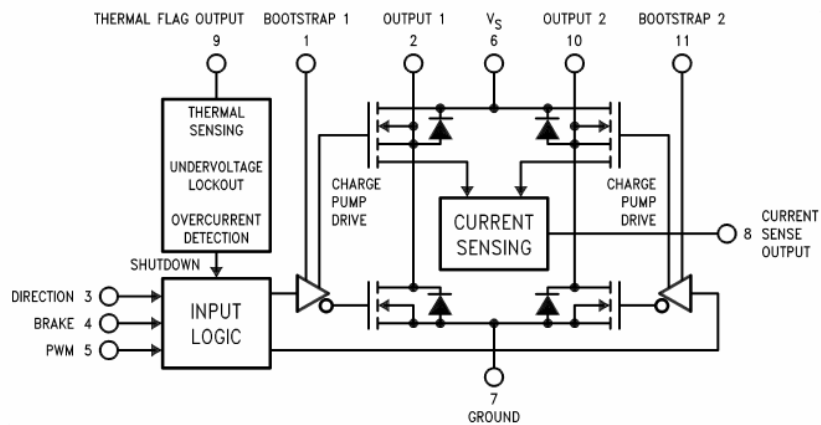 THERMAL FLAG OUTPUT BOOTSTRAP 1 OUTPUT 1 VS OUTPUT 2 BOOTSTRAP 2
9 1 2 6 10 11
THERMAL
SENSING
UNDERVOLTAGE
LOCKOUT
OVERCURRENT
DETECTION
CHARGE
PUMP
DRIVE
CURRENT
SENSING
CHARGE
PUMP
DRIVE
8 CURRENT
SENSE
OUTPUT
SHUTDOWN
DIRECTION 3
BRAKE 4
PWM 5
INPUT
LOGIC
7
GROUND